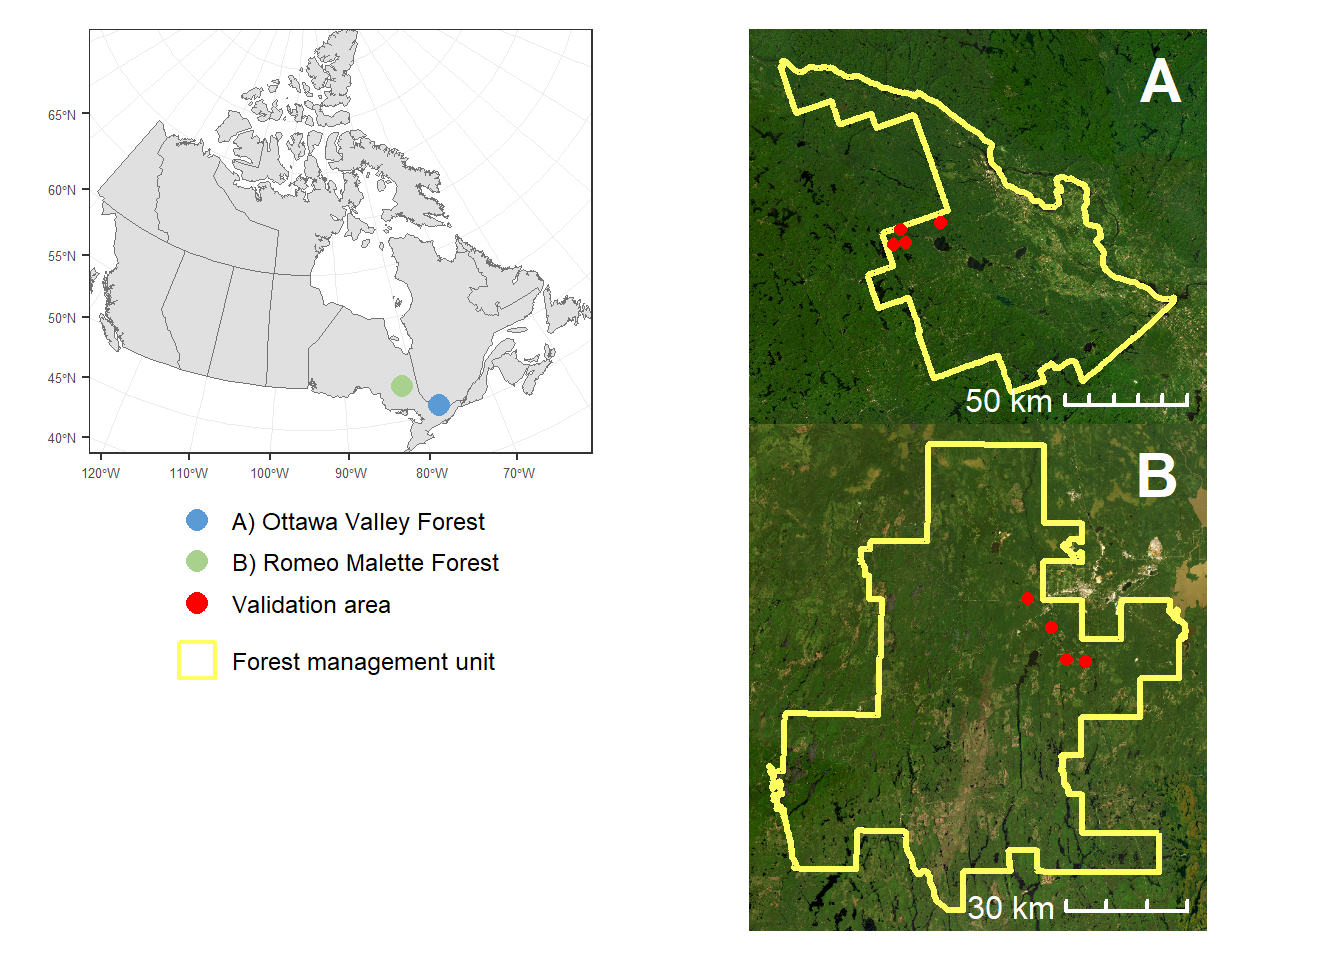 65°N
60°N
55°N
50°N
45°N
40°N
120°W 110°W 100°W 90°W 80°W 70°W
A) Ottawa Valley Forest
B) Romeo Malette Forest
Validation area
Forest management unit
A
50 km
B
30 km